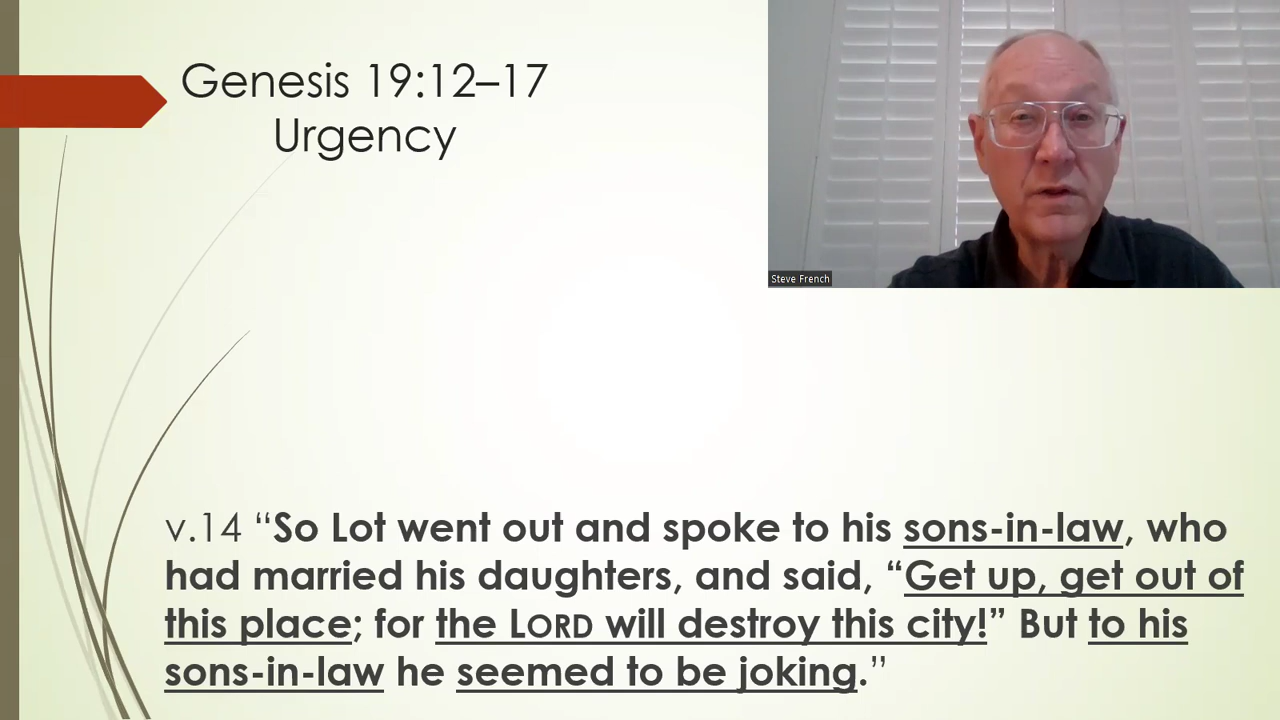 Genesis 19:12–17
Urgency
Steve French
v.14 “So Lot went out and spoke to his sons-in-law, who
had married his daughters, and said, “Get up, get out of
this place; for the LORD will destroy this city!” But to his
sons-in-law he seemed to be joking.”